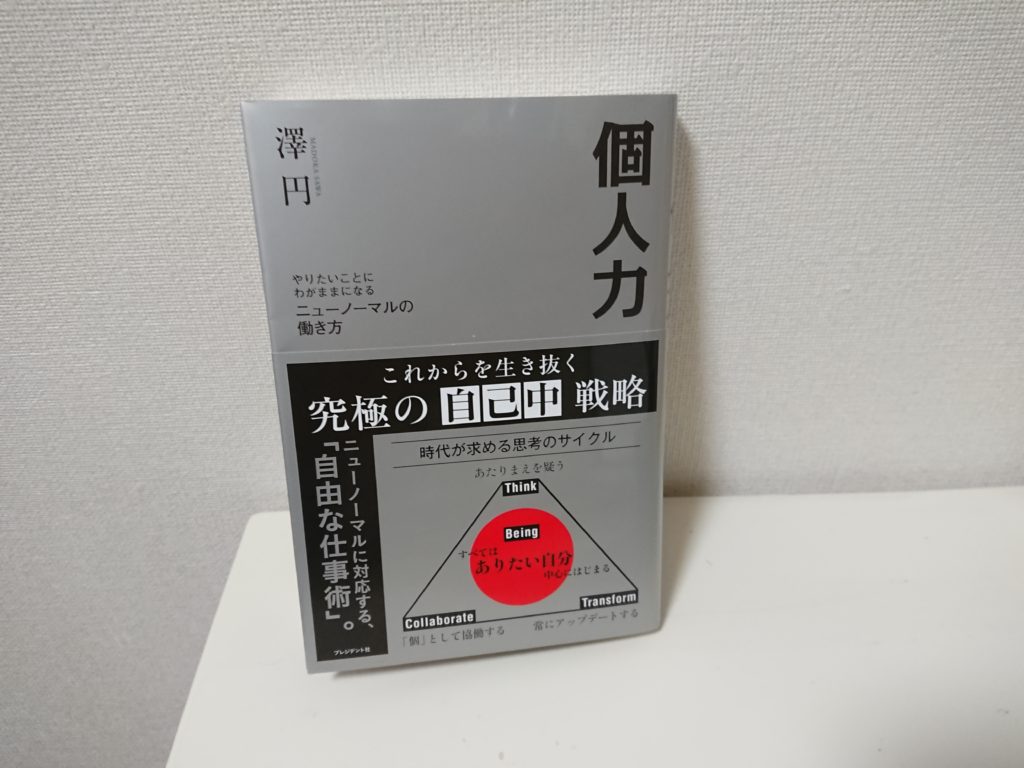 個人力
澤 円
MADOKA SAWA
やりたいことに
わがままになる
ニューノーマルの
働き方
これからを生き抜く
究極の 自己中 戦略
ニューノーマルに対応する、
「自由な仕事術」。
プレジデント社
時代が求める思考のサイクル
あたりまえを疑う
Think
Being
すべては
ありたい自分
中心にはじまる
Collaborate
「個」として協働する
Transform
常にアップデートする